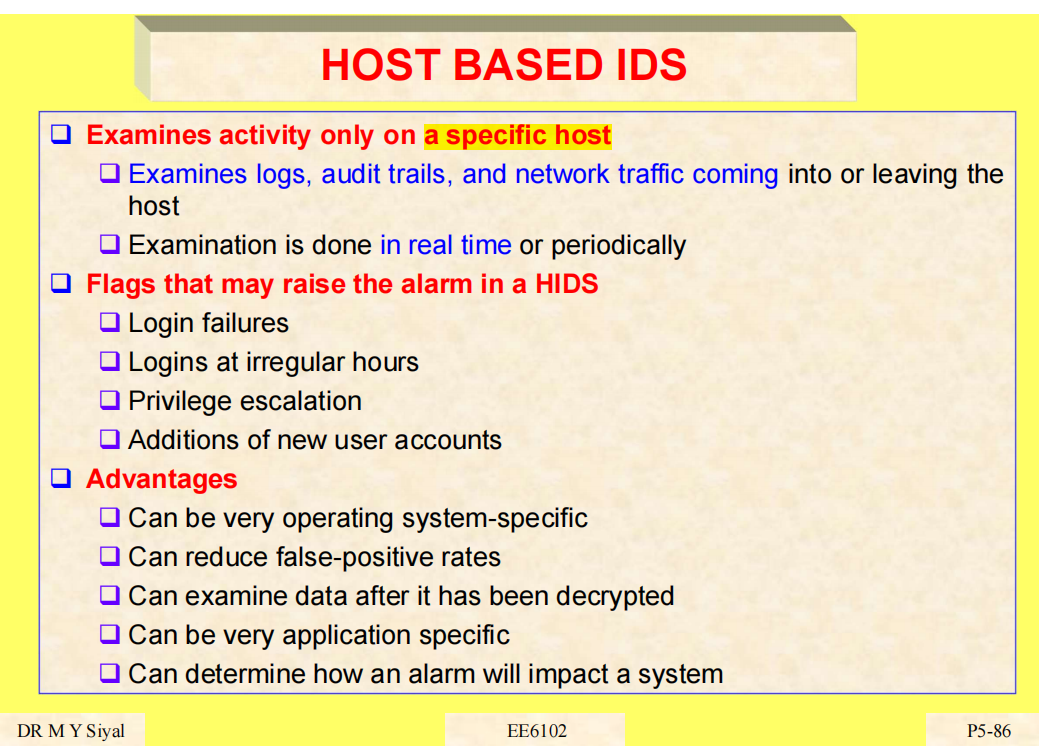 HOST BASED IDS
Examines activity only on a specific host
Examines logs, audit trails, and network traffic coming into or leaving the
host
Examination is done in real time or periodically
Flags that may raise the alarm in a HIDS
Login failures
Logins at irregular hours
Privilege escalation
Additions of new user accounts
Advantages
Can be very operating system-specific
Can reduce false-positive rates
Can examine data after it has been decrypted
Can be very application specific
Can determine how an alarm will impact a system
DR M Y Siyal
EE6102
P5-86